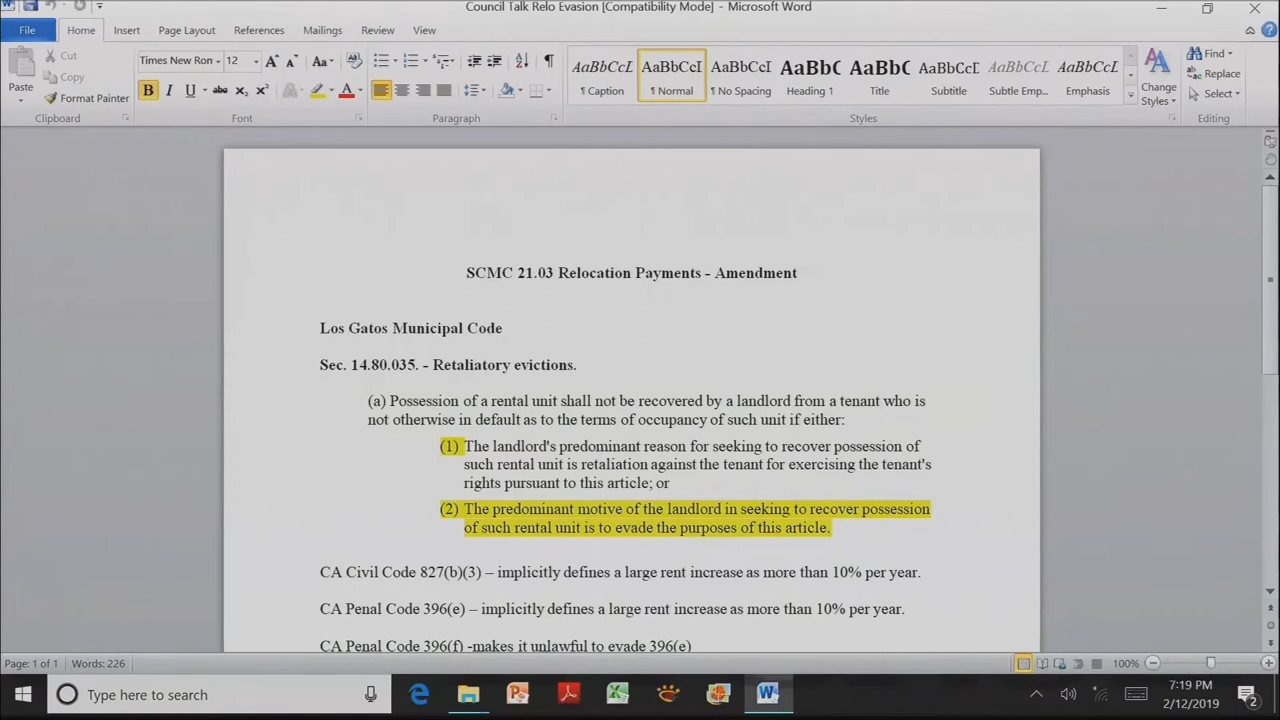 Council Talk Relo Evasion [Compatibility Mode] - Microsoft Word
File Home Insert Page Layout References Mailings Review View
Paste
Cut
Copy
Format Painter
Clipboard
Times New Ron 12
Font
Paragraph
AaBbCcL AaBbCcI AaBbCcI AaBbC AaBbC AaBbCcD AaBbCcL AaBbCcL
¶ Caption ¶ Normal ¶ No Spacing Heading 1 Title Subtitle Subtle Emp... Emphasis
Change
Styles
Styles
Find
Replace
Select
Editing
SCMC 21.03 Relocation Payments - Amendment
Los Gatos Municipal Code
Sec. 14.80.035. - Retaliatory evictions.
(a) Possession of a rental unit shall not be recovered by a landlord from a tenant who is
not otherwise in default as to the terms of occupancy of such unit if either:
(1) The landlord's predominant reason for seeking to recover possession of
such rental unit is retaliation against the tenant for exercising the tenant's
rights pursuant to this article; or
(2) The predominant motive of the landlord in seeking to recover possession
of such rental unit is to evade the purposes of this article.
CA Civil Code 827(b)(3) – implicitly defines a large rent increase as more than 10% per year.
CA Penal Code 396(e) – implicitly defines a large rent increase as more than 10% per year.
CA Penal Code 396(f) -makes it unlawful to evade 396(e)
Page: 1 of 1 Words: 226 100%
Type here to search
7:19 PM
2/12/2019
2